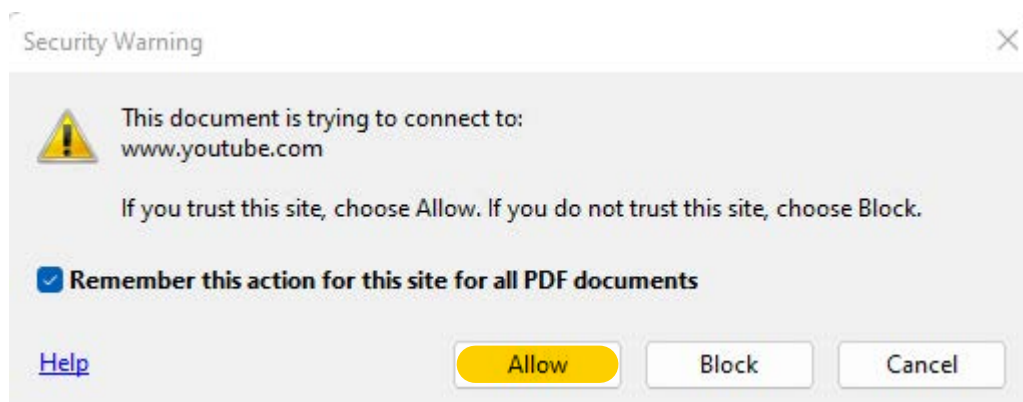 Security Warning
This document is trying to connect to:
www.youtube.com
If you trust this site, choose Allow. If you do not trust this site, choose Block.
Remember this action for this site for all PDF documents
Help
Allow
Block
Cancel